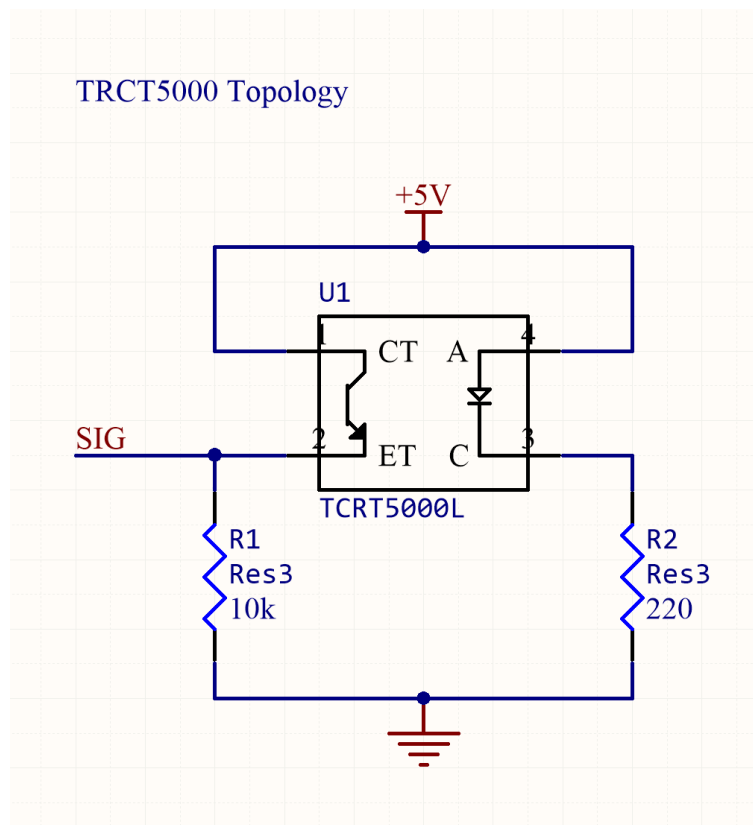 TRCT5000 Topology
+5V
U1
1
4
CT
A
2
3
SIG
ET
C
TCRT5000L
R1
Res3
10k
R2
Res3
220